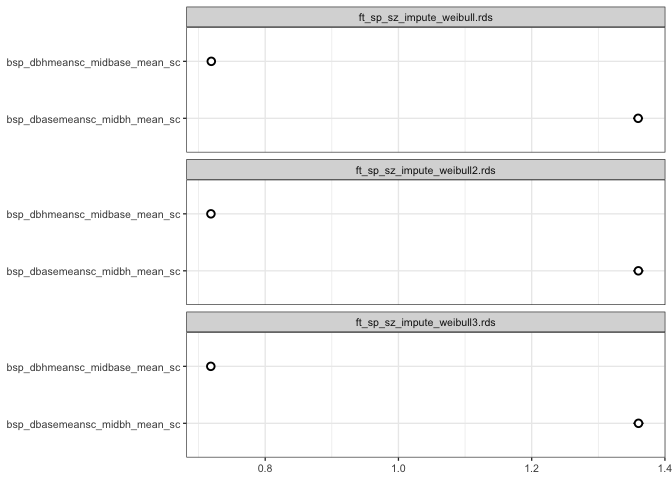 ft_sp_sz_impute_weibull.rds
bsp_dbhmeansc_midbase_mean_sc
bsp_dbasemeansc_midbh_mean_sc
ft_sp_sz_impute_weibull2.rds
bsp_dbhmeansc_midbase_mean_sc
bsp_dbasemeansc_midbh_mean_sc
ft_sp_sz_impute_weibull3.rds
bsp_dbhmeansc_midbase_mean_sc
bsp_dbasemeansc_midbh_mean_sc
0.8 1.0 1.2 1.4